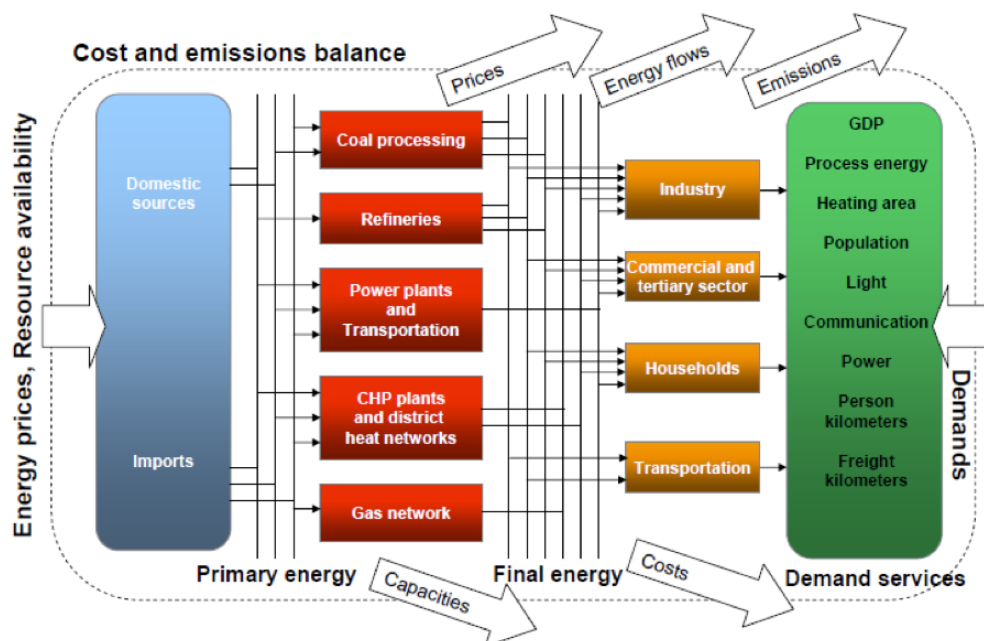 Cost and emissions balance
Prices
Energy flows
Emissions
Energy prices, Resource availability
Domestic
sources
Imports
Primary energy
Coal processing
Refineries
Power plants
and
Transportation
CHP plants
and district
heat networks
Gas network
Capacities
Final energy
Industry
Commercial and
tertiary sector
Households
Transportation
Costs
GDP
Process energy
Heating area
Population
Light
Communication
Power
Person
kilometers
Freight
kilometers
Demand services
Demands